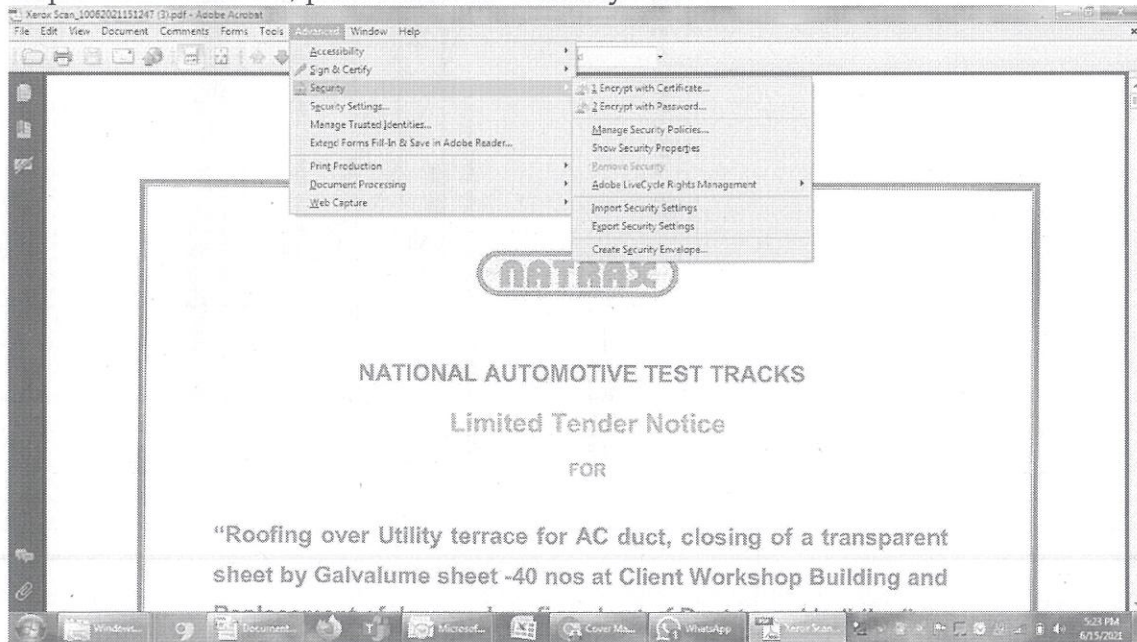 Xerox Scan_10062021151247 (3).pdf - Adobe Acrobat
File Edit View Document Comments Forms Tools Advanced Window Help
Accessibility
Sign & Certify
Security
Security Settings...
Manage Trusted Identities...
Extend Forms Fill-In & Save in Adobe Reader...
Print Production
Document Processing
Web Capture
1 Encrypt with Certificate...
2 Encrypt with Password...
Manage Security Policies...
Show Security Properties
Remove Security
Adobe LiveCycle Rights Management
Import Security Settings
Export Security Settings
Create Security Envelope...
NATRAX
NATIONAL AUTOMOTIVE TEST TRACKS
Limited Tender Notice
FOR
“Roofing over Utility terrace for AC duct, closing of a transparent
sheet by Galvalume sheet -40 nos at Client Workshop Building and
Windows... Document... Microsof... Cover Ma... WhatsApp Xerox Scan... 5:23 PM
6/15/2021